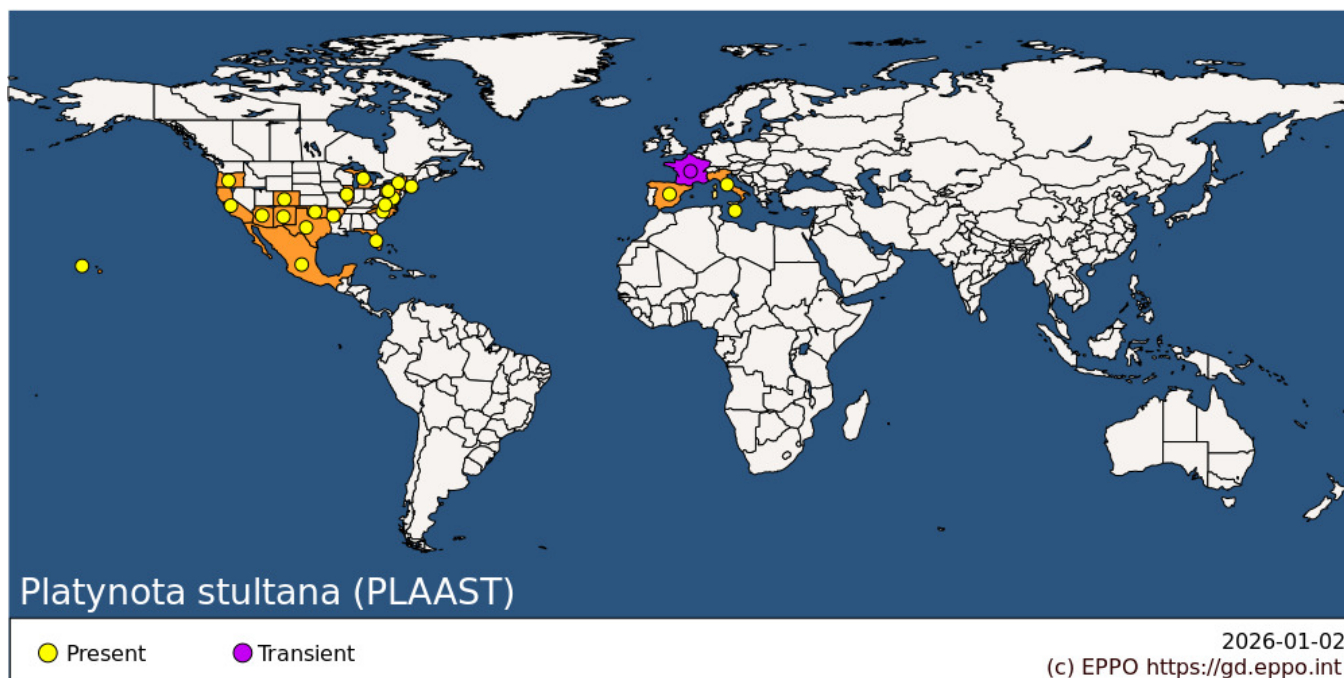 Platynota stultana (PLAAST)
Present
Transient
2026-01-02
(c) EPPO https://gd.eppo.int